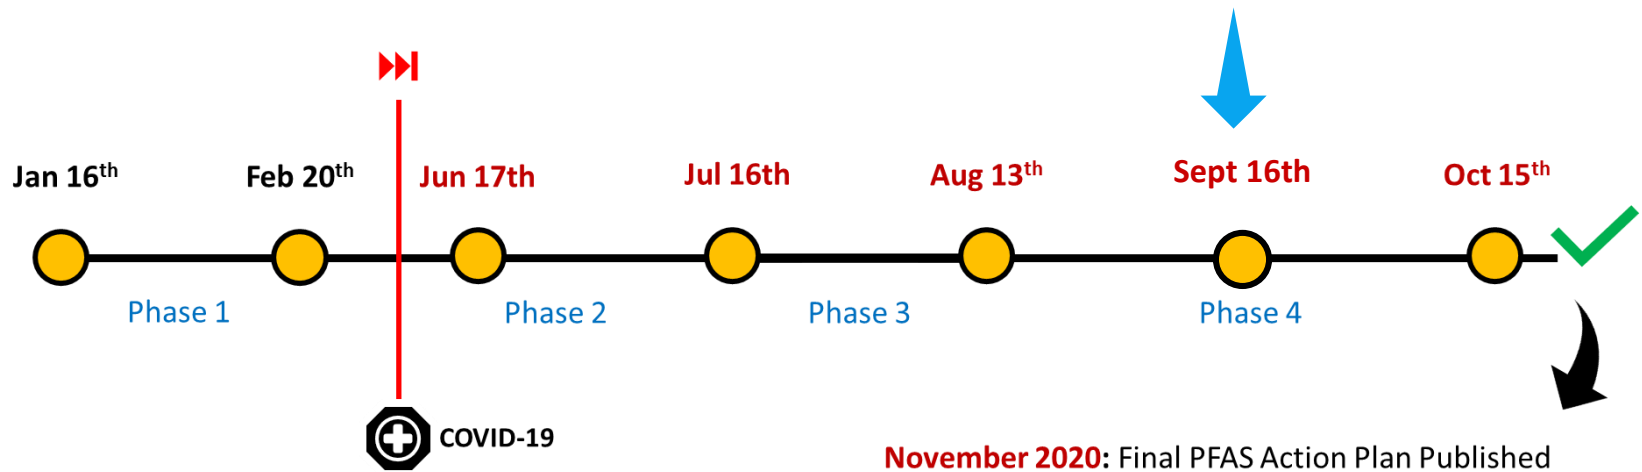 Jan 16th
Feb 20th
Jun 17th
Jul 16th
Aug 13th
Sept 16th
Oct 15th
Phase 1
Phase 2
Phase 3
Phase 4
COVID-19
November 2020: Final PFAS Action Plan Published